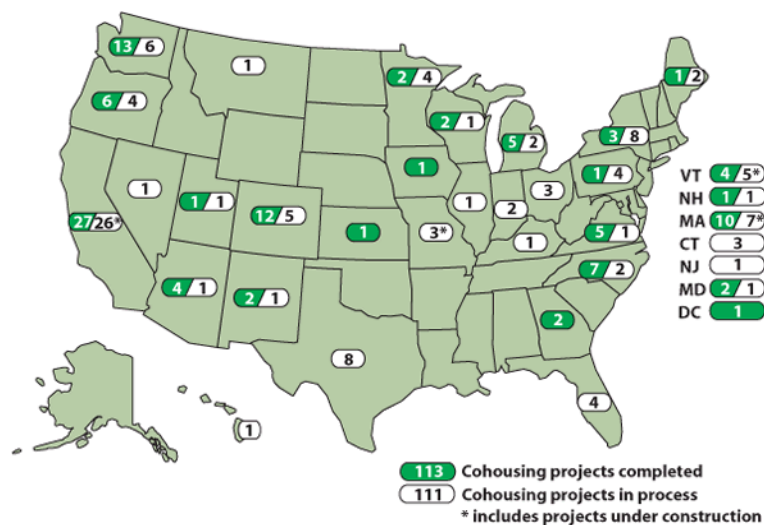 13/6
1
2/4
1/2
6/4
2/1
5/2
3/8
1
1/4
VT 4/5*
NH 1/1
MA 10/7*
CT 3
NJ 1
MD 2/1
DC 1
1
1/1
12/5
1
3*
1
2
3
1
5/1
27/26*
7/2
4/1
2/1
2
8
4
1
113 Cohousing projects completed
111 Cohousing projects in process
* includes projects under construction